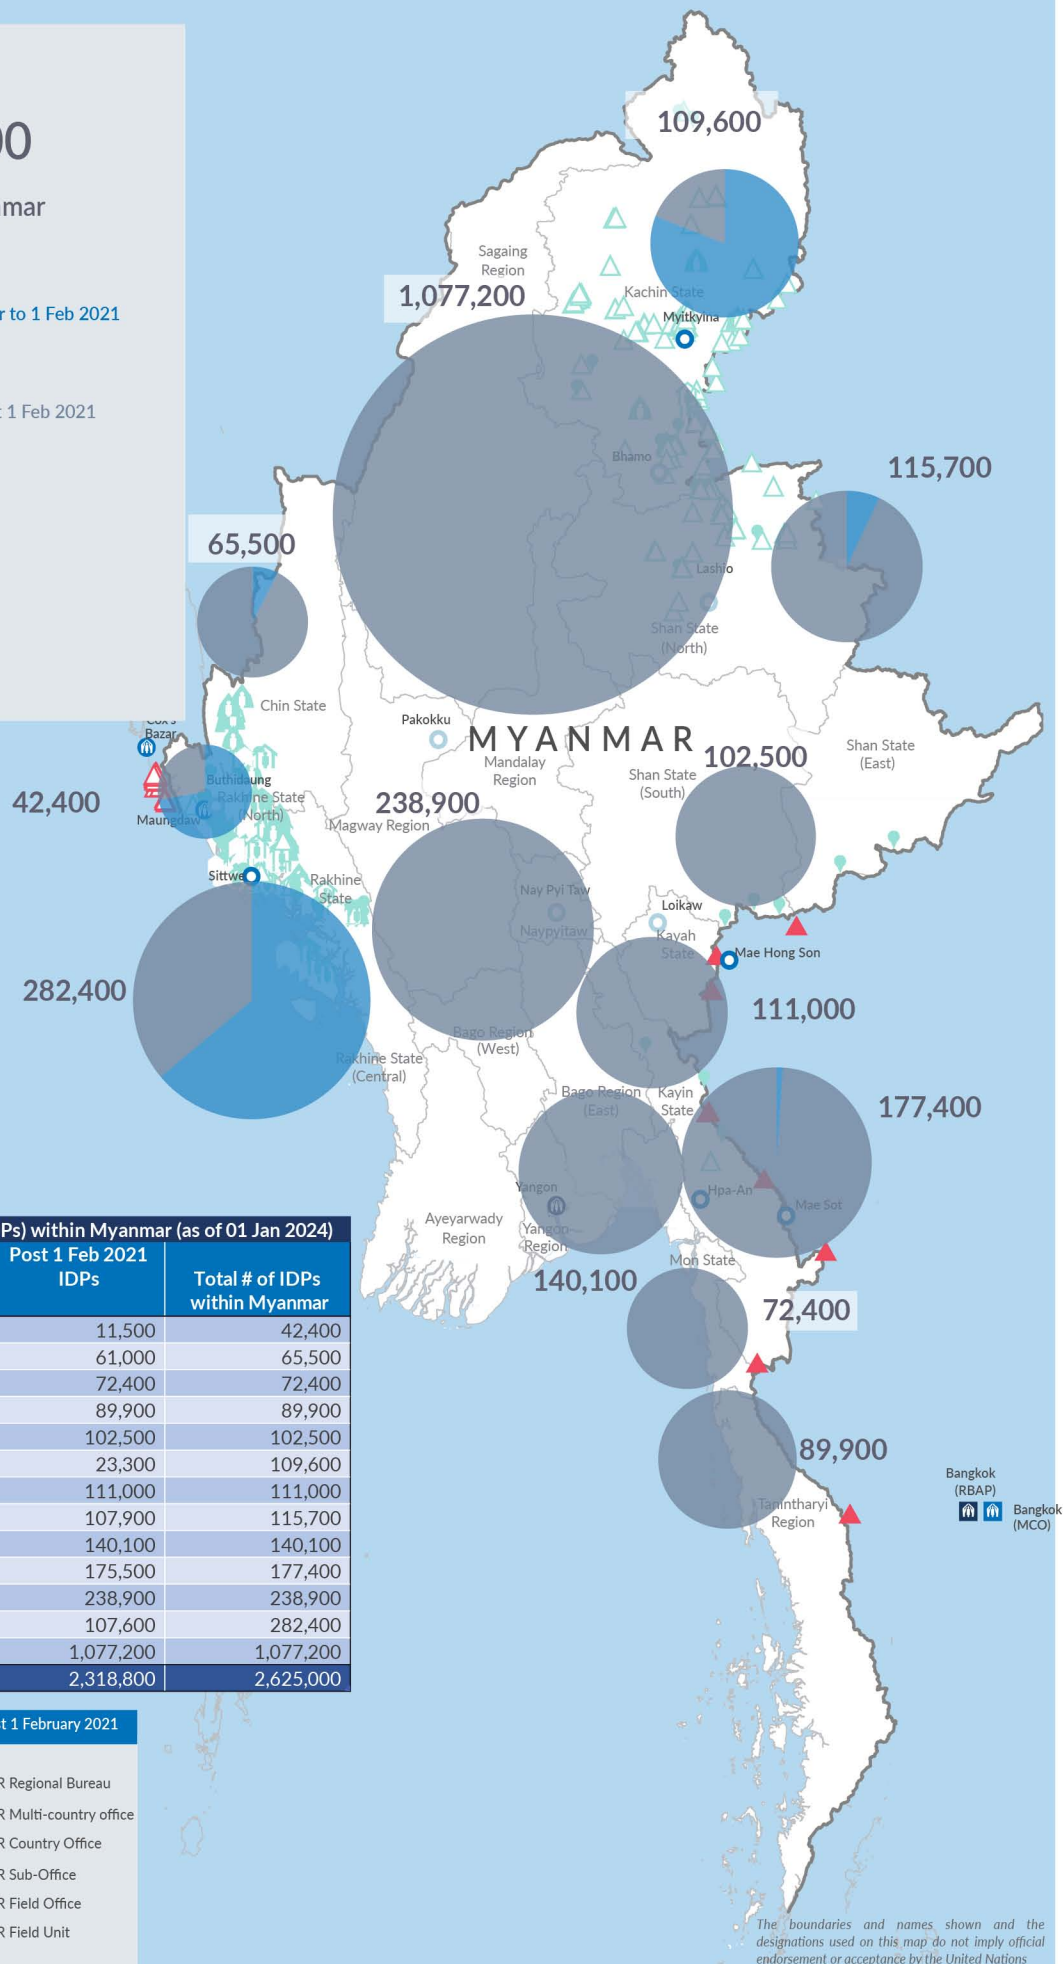 00
mar
r to 1 Feb 2021
t 1 Feb 2021
109,600
Sagaing
Region
1,077,200
Kachin State
Myitkyina
Bhamo
115,700
65,500
Lashio
Shan State
(North)
Chin State
Cox's
Bazar
Pakokku
MYANMAR
Mandalay
Region
102,500
Shan State
(South)
Shan State
(East)
42,400
Buthidaung
Rakhine State
(North)
Maungdaw
238,900
Magway Region
Sittwe
Rakhine
State
Nay Pyi Taw
Naypyitaw
Loikaw
Kayah
State
Mae Hong Son
282,400
111,000
Bago Region
(West)
Rakhine State
(Central)
Bago Region
(East)
Kayin
State
177,400
Yangon
Hpa-An
Mae Sot
Ayeyarwady
Region
Yangon
Region
Mon State
140,100
72,400
89,900
Tanintharyi
Region
Bangkok
(RBAP)
Bangkok
(MCO)
Ps) within Myanmar (as of 01 Jan 2024)
Post 1 Feb 2021
IDPs
Total # of IDPs
within Myanmar
11,500 42,400
61,000 65,500
72,400 72,400
89,900 89,900
102,500 102,500
23,300 109,600
111,000 111,000
107,900 115,700
140,100 140,100
175,500 177,400
238,900 238,900
107,600 282,400
1,077,200 1,077,200
2,318,800 2,625,000
st 1 February 2021
R Regional Bureau
R Multi-country office
R Country Office
R Sub-Office
R Field Office
R Field Unit
The boundaries and names shown and the
designations used on this map do not imply official
endorsement or acceptance by the United Nations